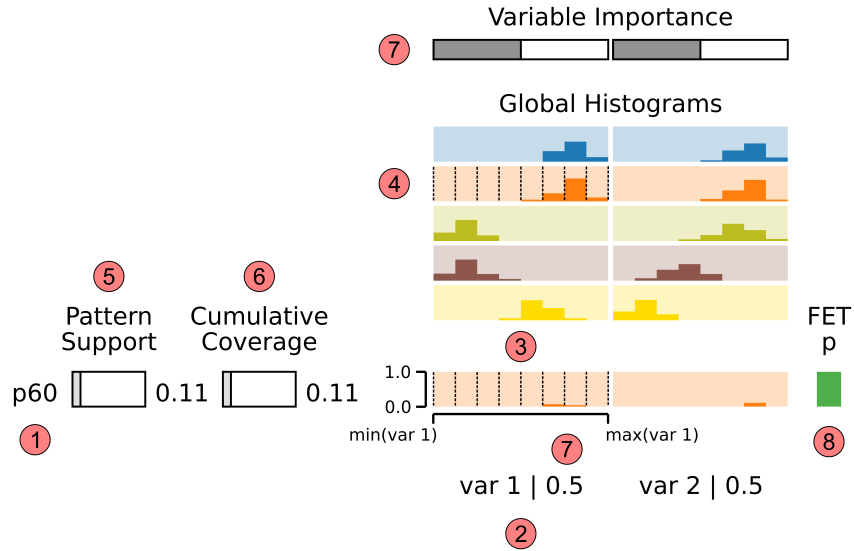 Variable Importance
7
Global Histograms
4
5
6
Pattern
Support
Cumulative
Coverage
3
FET
p
p60
0.11
0.11
1.0
0.0
1
min(var 1)
7
max(var 1)
8
var 1 | 0.5
var 2 | 0.5
2